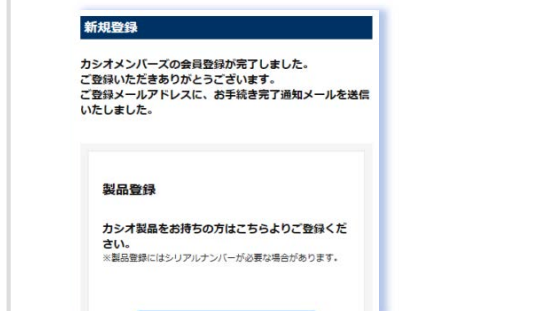 新規登録
カシオメンバーズの会員登録が完了しました。
ご登録いただきありがとうございます。
ご登録メールアドレスに、お手続き完了通知メールを送信
いたしました。
製品登録
カシオ製品をお持ちの方はこちらよりご登録くだ
さい。
※製品登録にはシリアルナンバーが必要な場合があります。